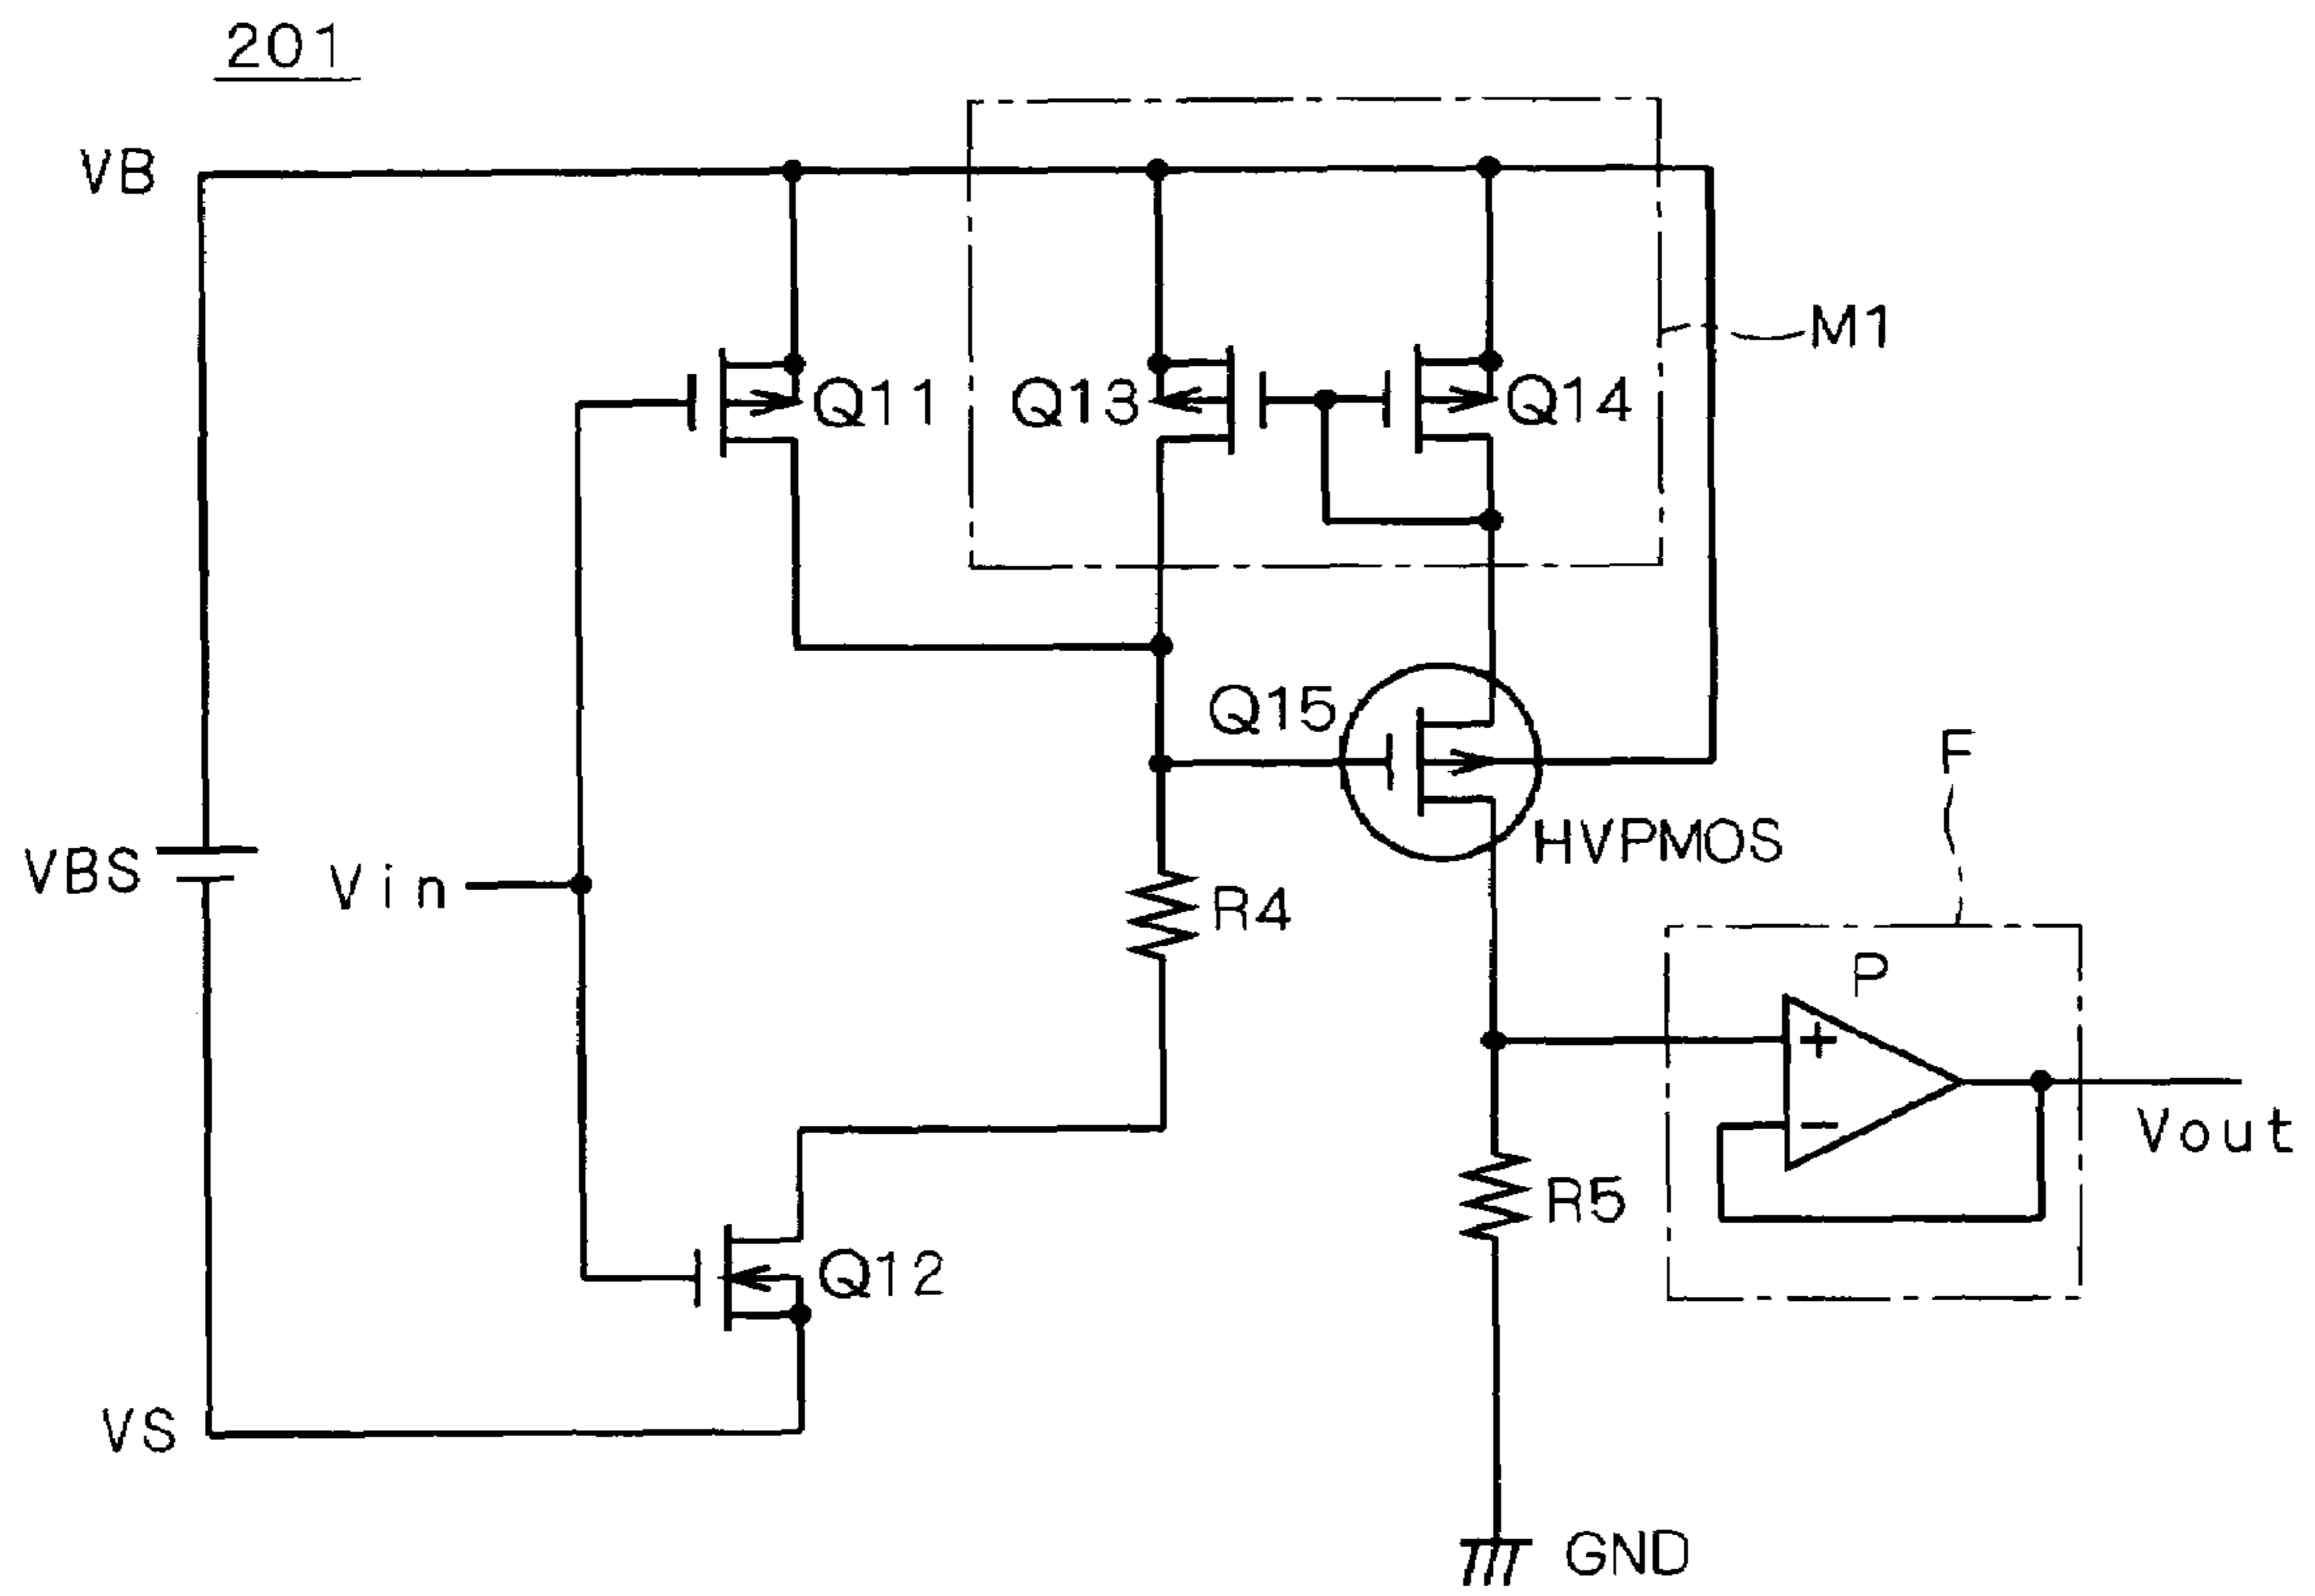 201
VB
M1
Q11
Q13
Q14
Q15
F
HVPMOS
VBS
Vin
R4
P
+
−
Vout
R5
Q12
VS
GND